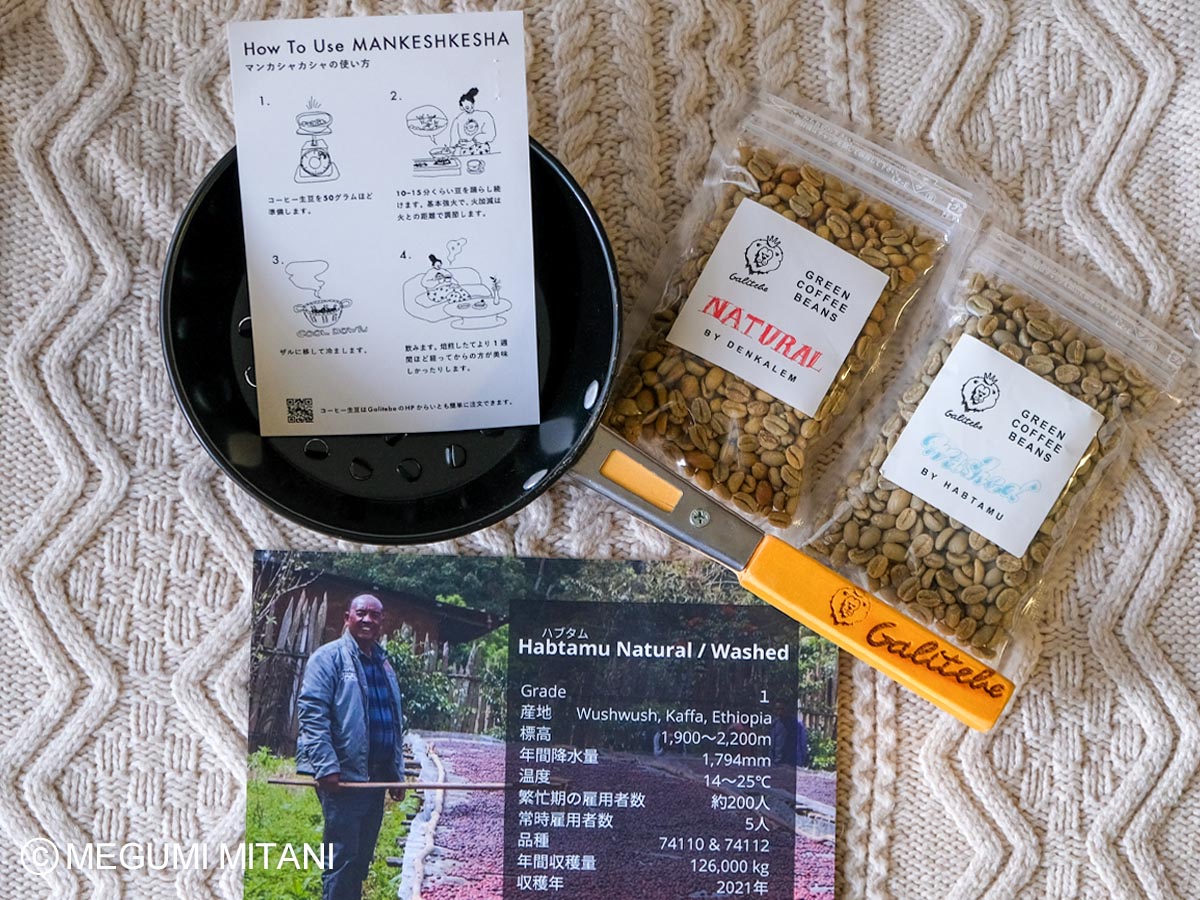 How To Use MANKESHKESHA
マンカシャカシャの使い方
1.
コーヒー生豆を50グラムほど
準備します。
2.
10-15分くらい豆を踊らし続
けます。基本強火で、火加減は
火との距離で調節します。
3.
COOL DOWN
ザルに移して冷まします。
4.
飲みます。焙煎したてより1週
間ほど経ってからの方が美味
しかったりします。
コーヒー生豆はGalitebeのHPからいとも簡単に注文できます。
Galitebe
GREEN
COFFEE
BEANS
NATURAL
BY DENKALEM
Galitebe
GREEN
COFFEE
BEANS
Washed
BY HABTAMU
Galitebe
ハブタム
Habtamu Natural / Washed
Grade 1
産地 Wushwush, Kaffa, Ethiopia
標高 1,900～2,200m
年間降水量 1,794mm
温度 14～25℃
繁忙期の雇用者数 約200人
常時雇用者数 5人
品種 74110 & 74112
年間収穫量 126,000 kg
収穫年 2021年
©MEGUMI MITANI